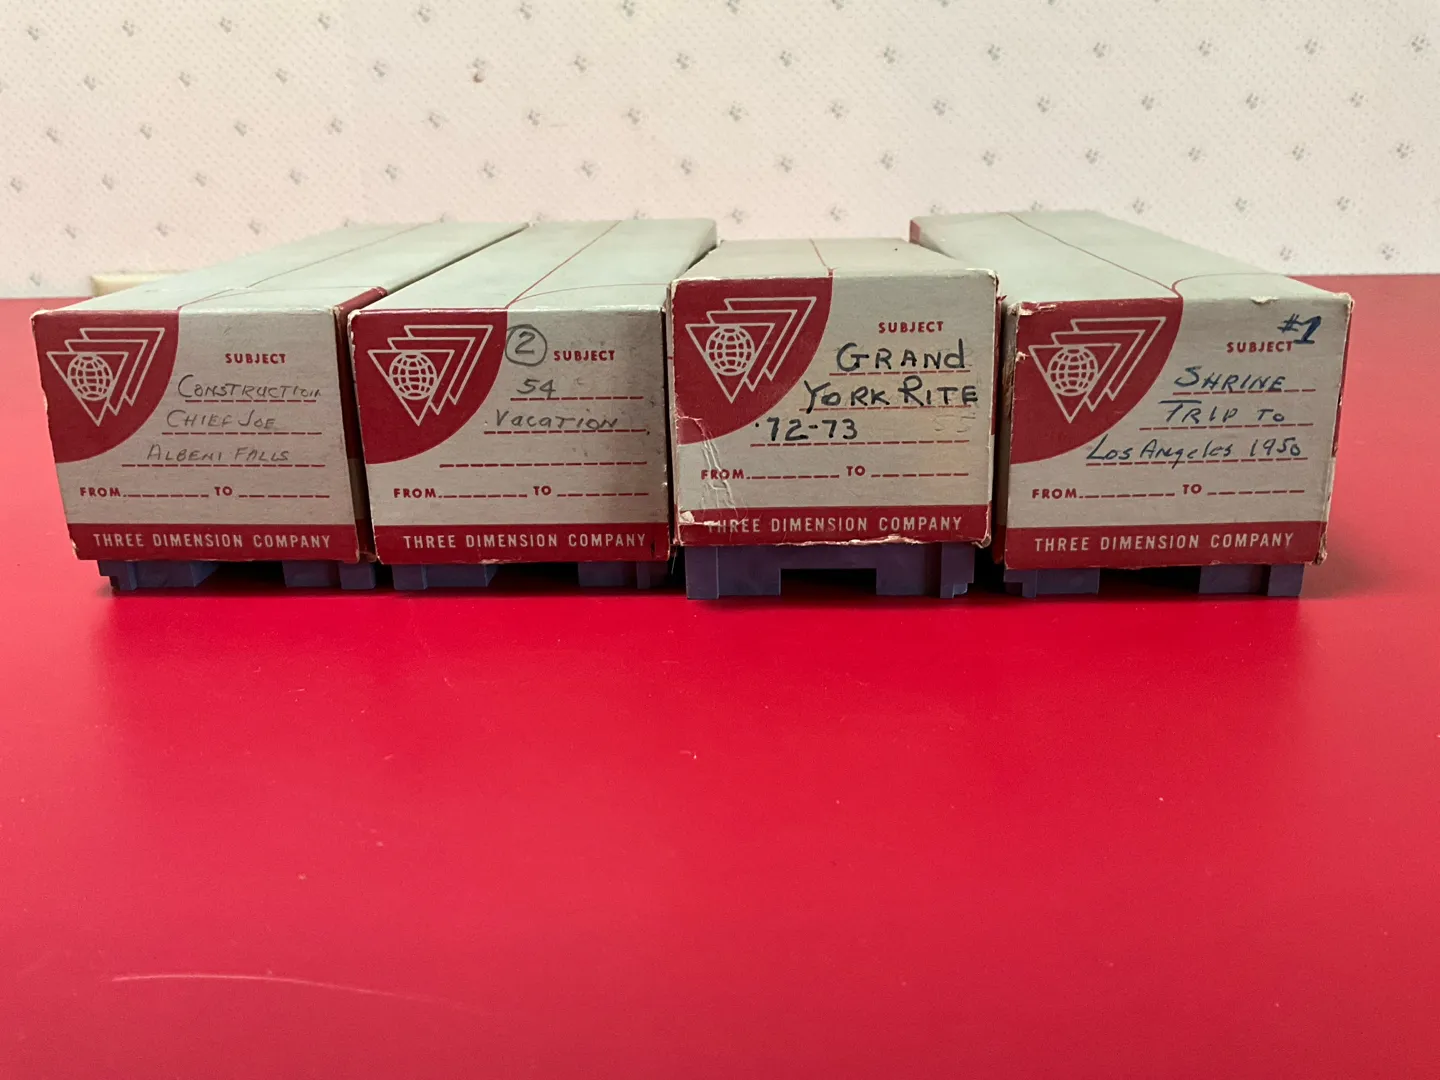 SUBJECT
CONSTRUCTION
CHIEF JOE
ALBENI FALLS
FROM TO
THREE DIMENSION COMPANY
2 SUBJECT
54
VACATION
FROM TO
THREE DIMENSION COMPANY
SUBJECT
GRAND
YORK RITE
'72-73
FROM TO
THREE DIMENSION COMPANY
#1
SUBJECT
SHRINE
TRIP TO
Los Angeles 1950
FROM TO
THREE DIMENSION COMPANY